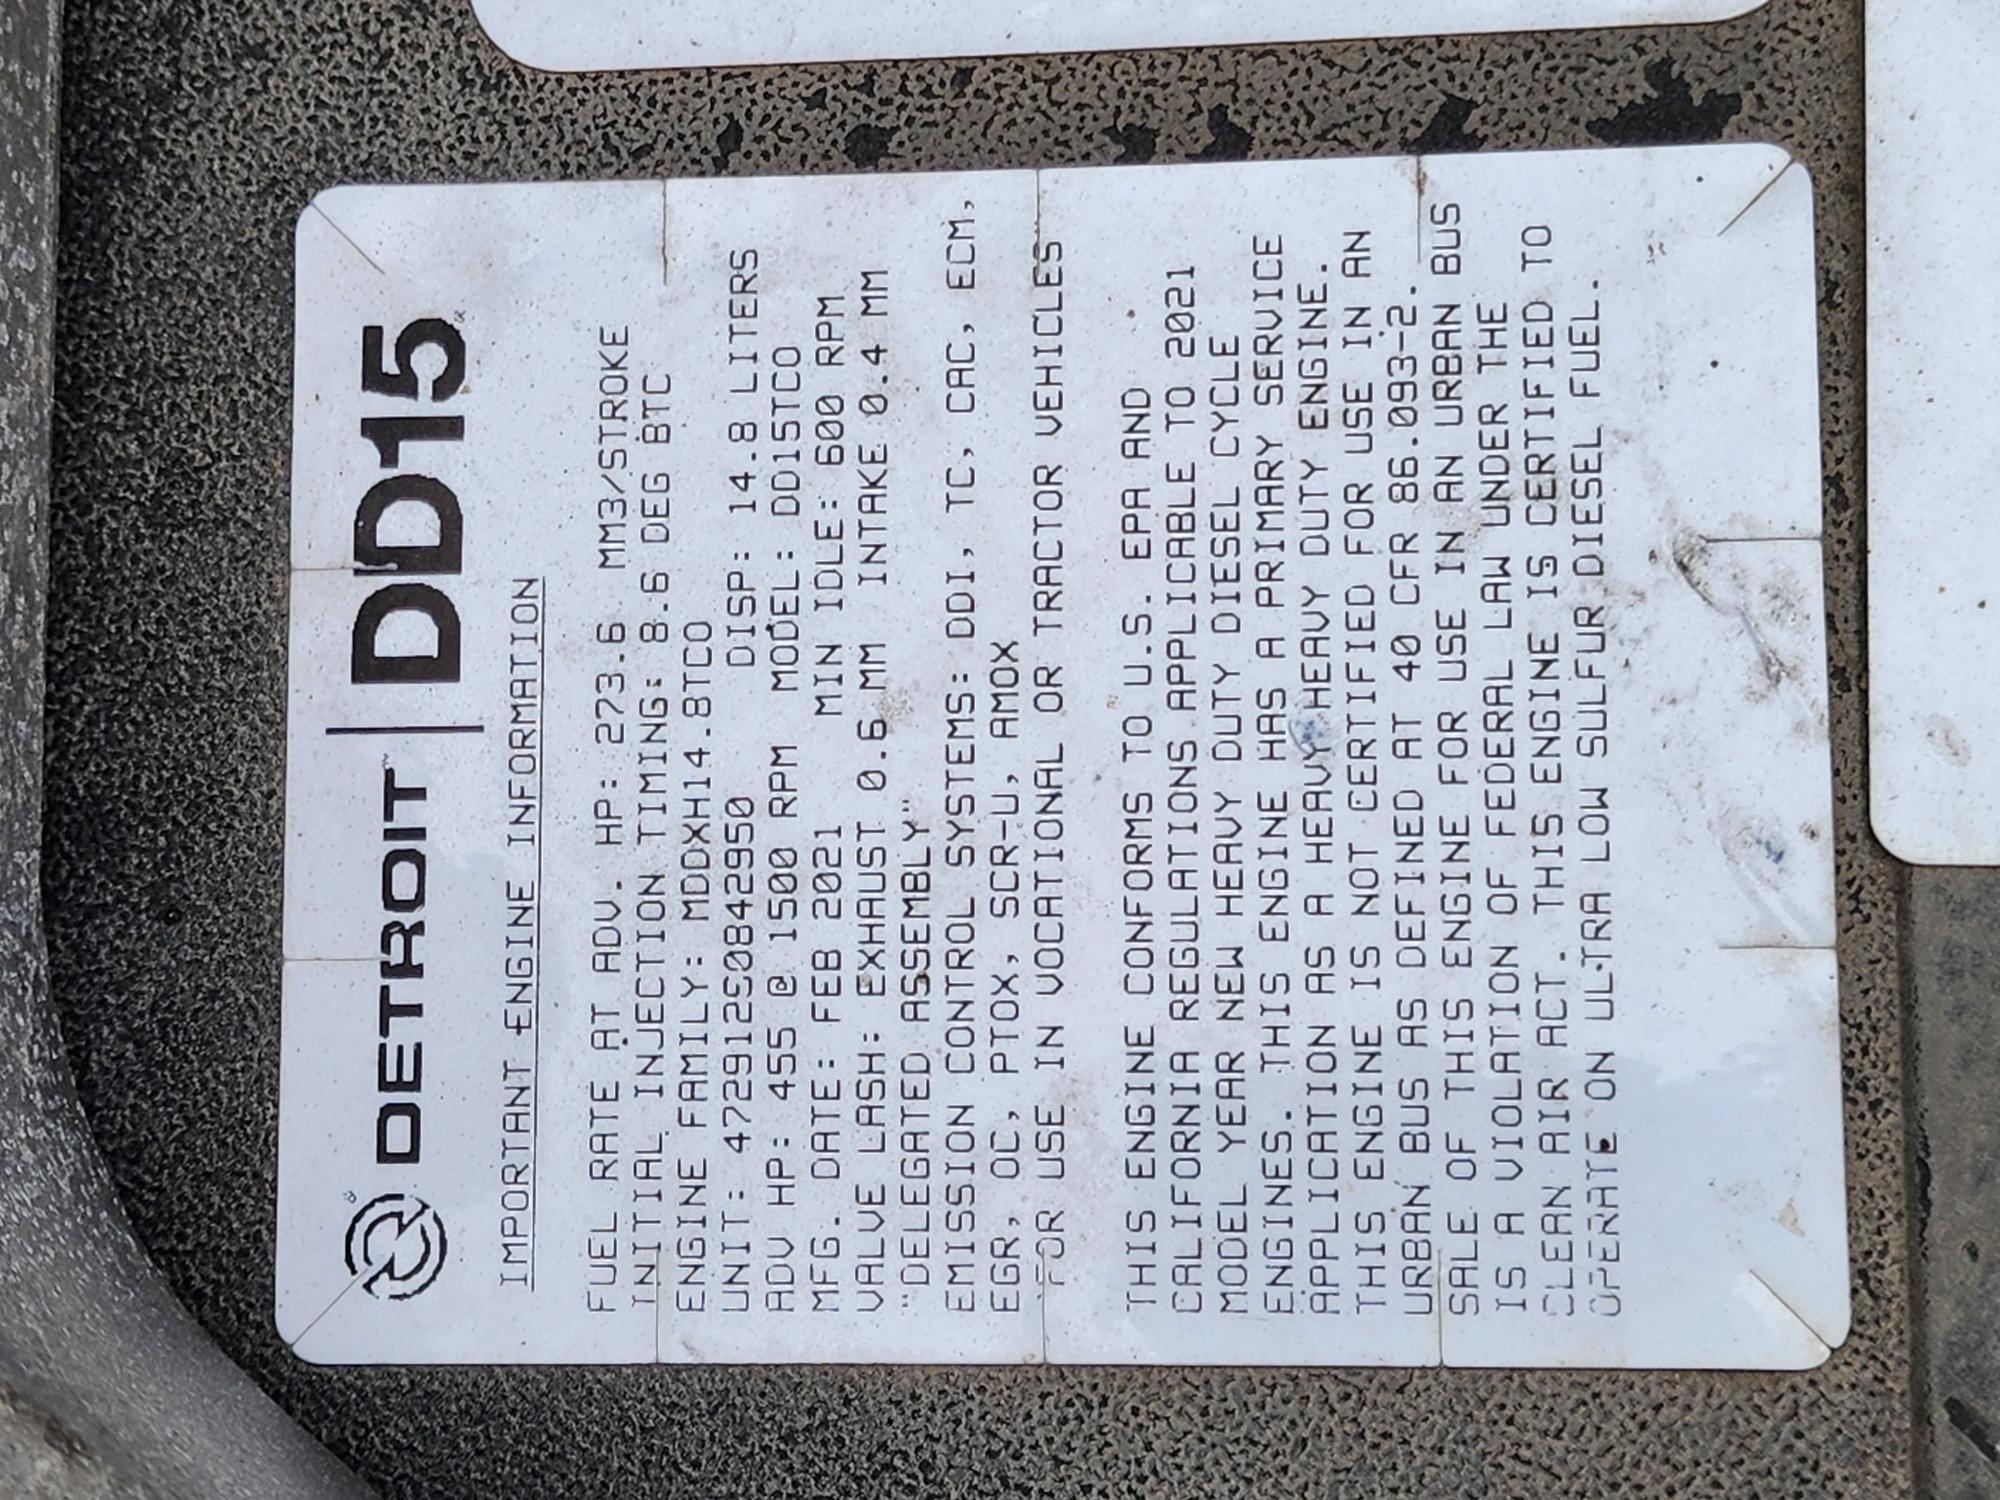 DETROIT | DD15
IMPORTANT ENGINE INFORMATION
FUEL RATE AT ADV. HP: 273.6 MM3/STROKE
INITIAL INJECTION TIMING: 8.6 DEG BTC
ENGINE FAMILY: MDDXH14.8TCO
UNIT: 472912S0842950 DISP: 14.8 LITERS
ADV HP: 455 @ 1500 RPM MODEL: DD15TCO
MFG. DATE: FEB 2021 MIN IDLE: 600 RPM
VALVE LASH: EXHAUST 0.6 MM INTAKE 0.4 MM
"DELEGATED ASSEMBLY"
EMISSION CONTROL SYSTEMS: DDI, TC, CAC, ECM,
EGR, OC, PTOX, SCR-U, AMOX
FOR USE IN VOCATIONAL OR TRACTOR VEHICLES
THIS ENGINE CONFORMS TO U.S. EPA AND
CALIFORNIA REGULATIONS APPLICABLE TO 2021
MODEL YEAR NEW HEAVY DUTY DIESEL CYCLE
ENGINES. THIS ENGINE HAS A PRIMARY SERVICE
APPLICATION AS A HEAVY HEAVY DUTY ENGINE.
THIS ENGINE IS NOT CERTIFIED FOR USE IN AN
URBAN BUS AS DEFINED AT 40 CFR 86.093-2.
SALE OF THIS ENGINE FOR USE IN AN URBAN BUS
IS A VIOLATION OF FEDERAL LAW UNDER THE
CLEAN AIR ACT. THIS ENGINE IS CERTIFIED TO
OPERATE ON ULTRA LOW SULFUR DIESEL FUEL.